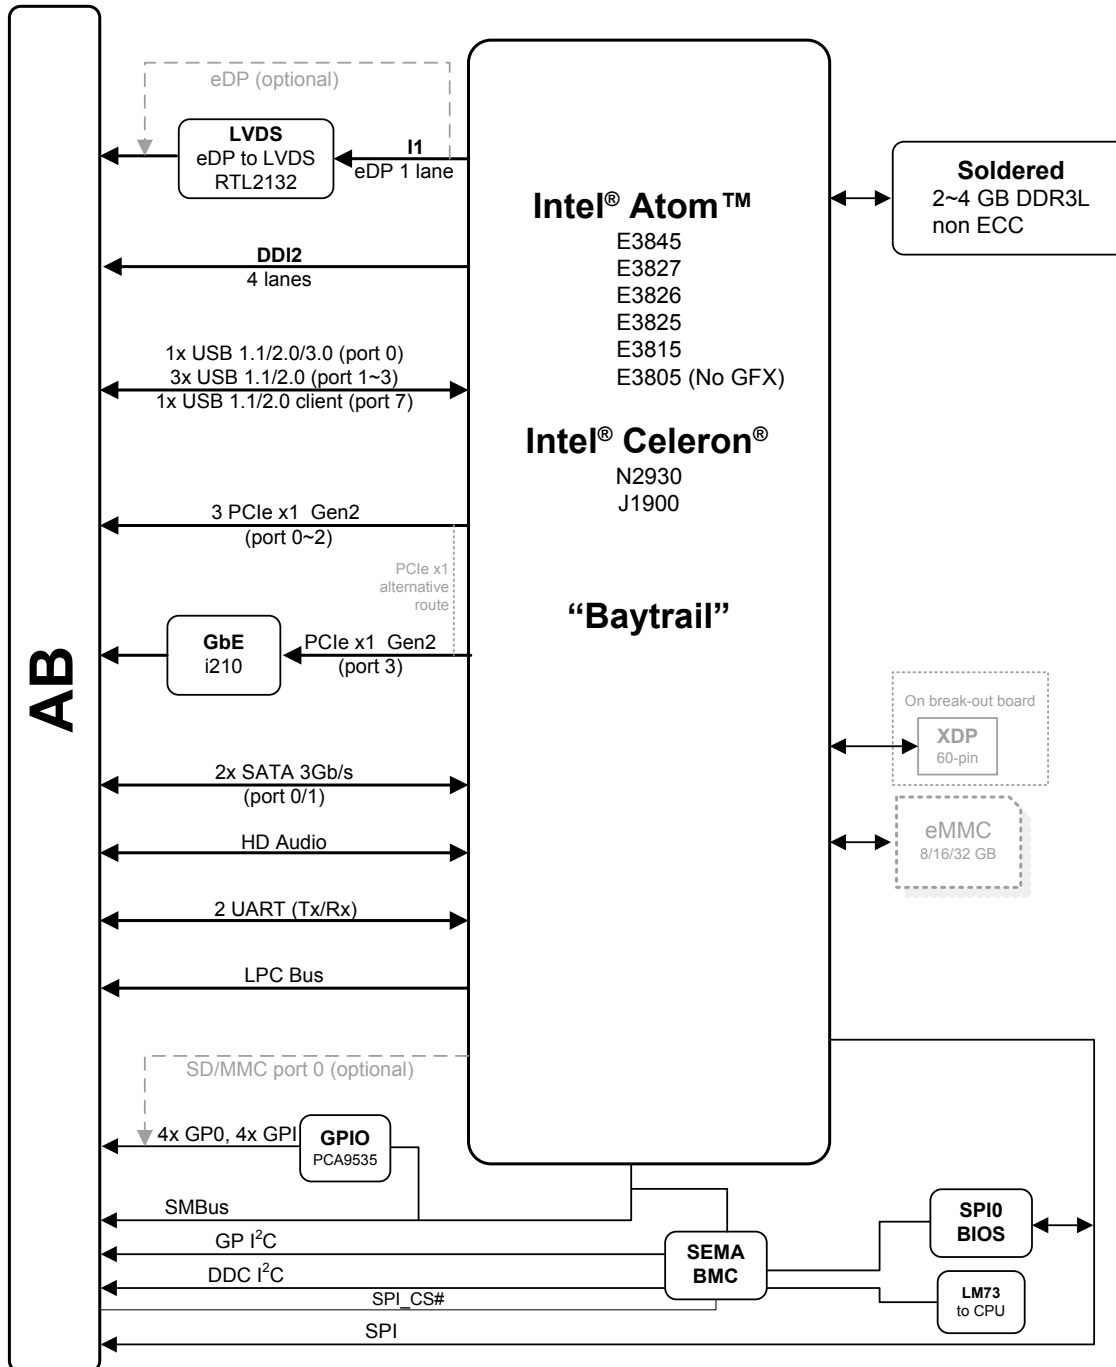 AB
eDP (optional)
LVDS
eDP to LVDS
RTL2132
I1
eDP 1 lane
DDI2
4 lanes
1x USB 1.1/2.0/3.0 (port 0)
3x USB 1.1/2.0 (port 1~3)
1x USB 1.1/2.0 client (port 7)
3 PCIe x1 Gen2
(port 0~2)
PCIe x1
alternative
route
GbE
i210
PCIe x1 Gen2
(port 3)
2x SATA 3Gb/s
(port 0/1)
HD Audio
2 UART (Tx/Rx)
LPC Bus
SD/MMC port 0 (optional)
4x GP0, 4x GPI
GPIO
PCA9535
SMBus
GP I²C
DDC I²C
SPI_CS#
SPI
Intel® Atom™
E3845
E3827
E3826
E3825
E3815
E3805 (No GFX)
Intel® Celeron®
N2930
J1900
“Baytrail”
Soldered
2~4 GB DDR3L
non ECC
On break-out board
XDP
60-pin
eMMC
8/16/32 GB
SEMA
BMC
SPI0
BIOS
LM73
to CPU